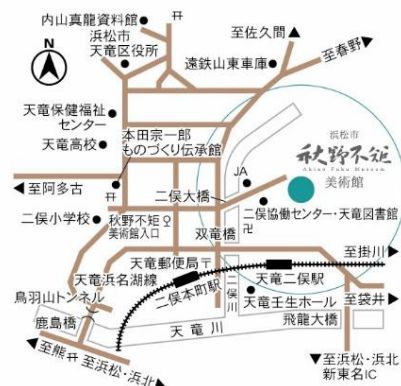 内山真龍資料館
浜松市
天竜区役所
至佐久間
至春野
遠鉄山東車庫
N
天竜保健福祉
センター
天竜高校
本田宗一郎
ものづくり伝承館
浜松市
秋野不矩
Akino Fuku Museum
美術館
JA
至阿多古
二俣大橋
二俣小学校
秋野不矩
美術館入口
双竜橋
二俣協働センター・天竜図書館
天竜郵便局〒
至掛川
天竜浜名湖線
天竜二俣駅
二俣本町駅
二俣川
鳥羽山トンネル
天竜壬生ホール
至袋井
鹿島橋
天竜川
飛龍大橋
至熊
至浜松・浜北
至浜松・浜北
新東名IC